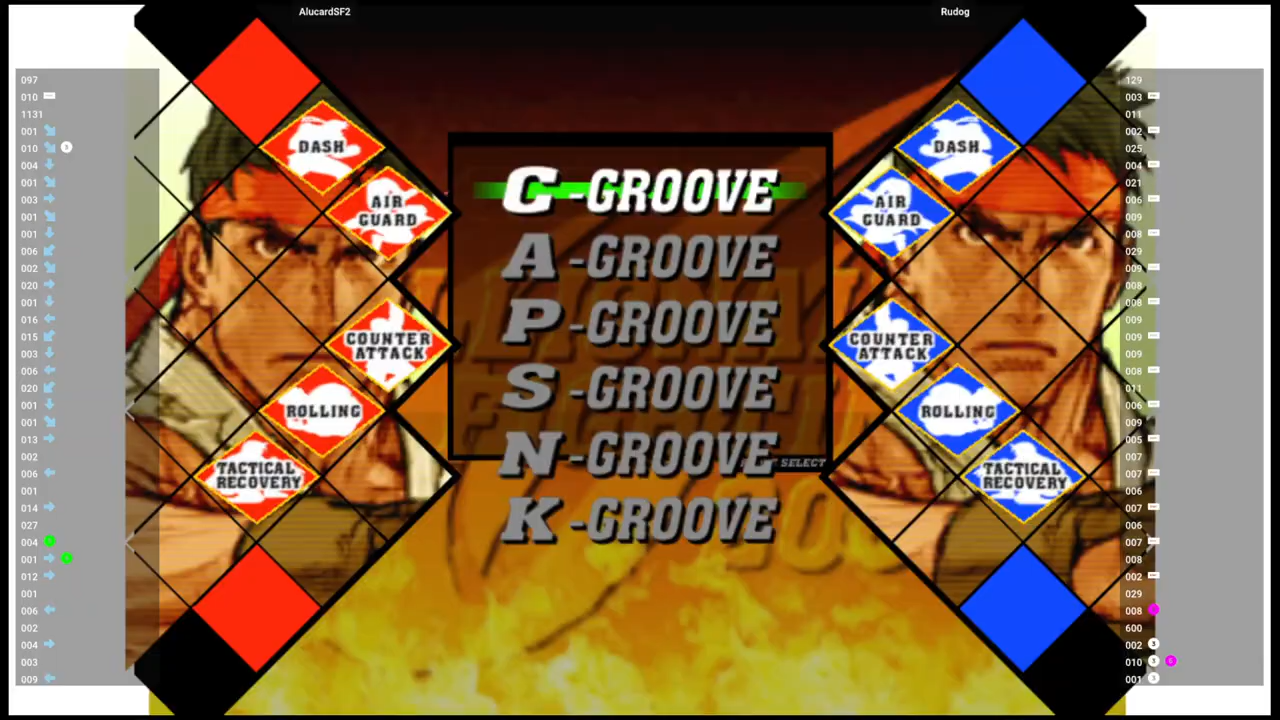 AlucardSF2
Rudog
097
010
1131
001
010 3
004
001
003
001
001
006
002
020
001
016
015
003
006
020
001
001
013
002
006
001
014
027
004
001
012
001
006
002
004
003
009
DASH
AIR
GUARD
COUNTER
ATTACK
ROLLING
TACTICAL
RECOVERY
C-GROOVE
A-GROOVE
P-GROOVE
S-GROOVE
N-GROOVE
K-GROOVE
SELECT
DASH
AIR
GUARD
COUNTER
ATTACK
ROLLING
TACTICAL
RECOVERY
129
003
011
002
025
004
021
006
009
008
029
009
008
008
009
009
009
008
011
006
009
005
007
007
006
007
006
007
008
002
029
008
600
002 3
010 3
001 3